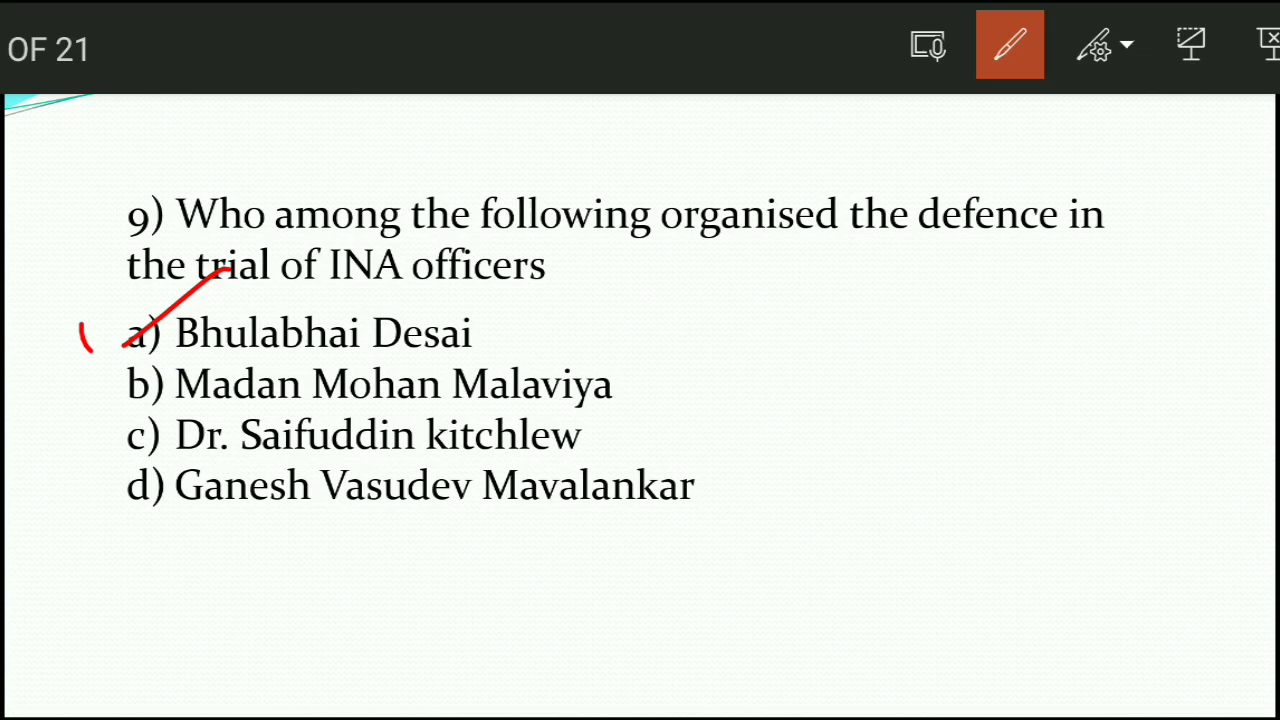 OF 21
9) Who among the following organised the defence in
the trial of INA officers
a) Bhulabhai Desai
b) Madan Mohan Malaviya
c) Dr. Saifuddin kitchlew
d) Ganesh Vasudev Mavalankar